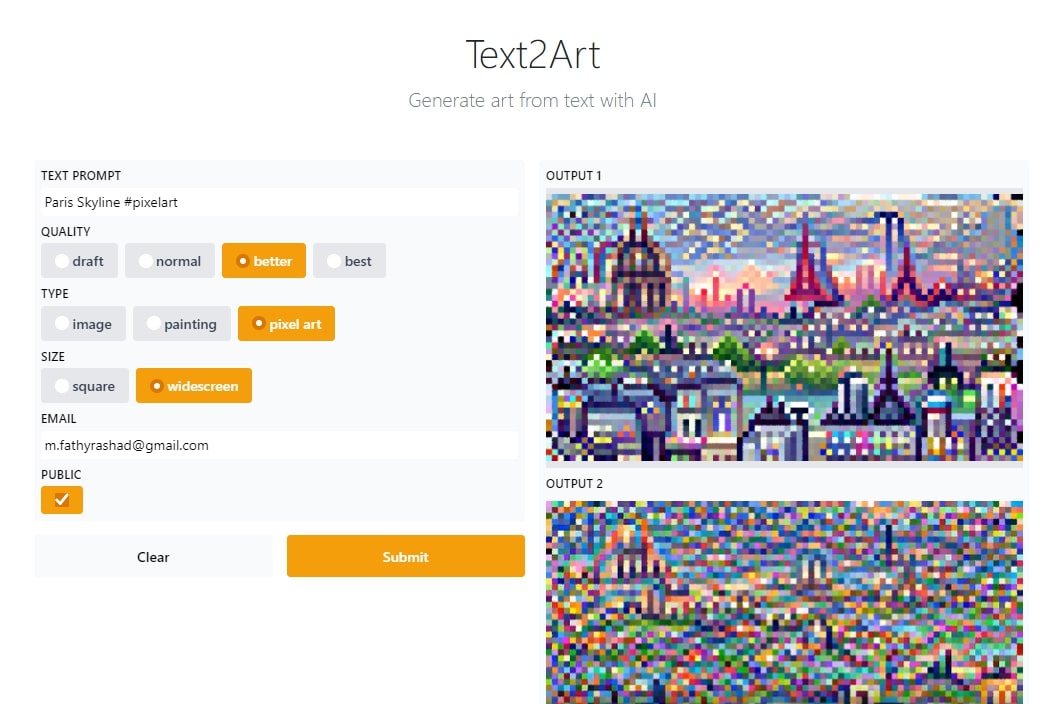 Text2Art
Generate art from text with AI
TEXT PROMPT
Paris Skyline #pixelart
QUALITY
draft normal better best
TYPE
image painting pixel art
SIZE
square widescreen
EMAIL
m.fathyrashad@gmail.com
PUBLIC
Clear Submit
OUTPUT 1
OUTPUT 2